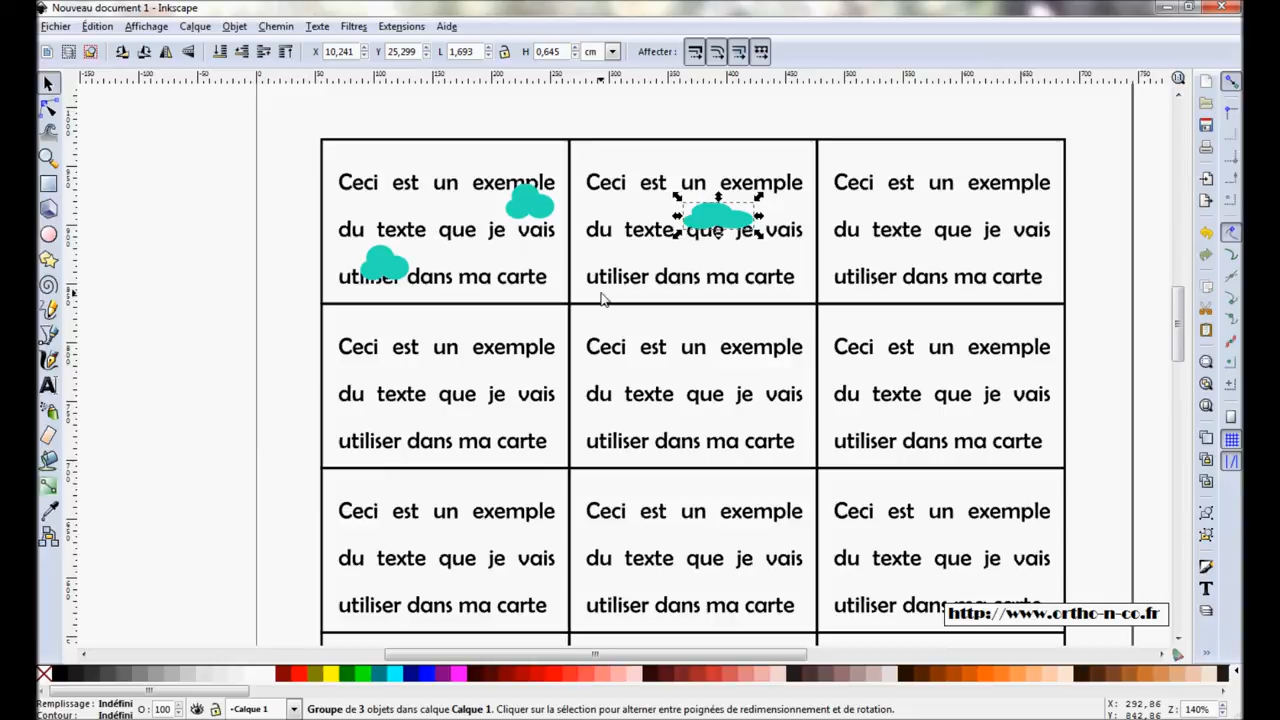 Nouveau document 1 - Inkscape
Fichier Édition Affichage Calque Objet Chemin Texte Filtres Extensions Aide
X 10,241 Y 25,299 L 1,693 H 0,645 cm Affecter :
Ceci est un exemple Ceci est un exemple Ceci est un exemple
du texte que je vais du texte que je vais du texte que je vais
utiliser dans ma carte utiliser dans ma carte utiliser dans ma carte
Ceci est un exemple Ceci est un exemple Ceci est un exemple
du texte que je vais du texte que je vais du texte que je vais
utiliser dans ma carte utiliser dans ma carte utiliser dans ma carte
Ceci est un exemple Ceci est un exemple Ceci est un exemple
du texte que je vais du texte que je vais du texte que je vais
utiliser dans ma carte utiliser dans ma carte utiliser dans
http://www.ortho-n-co.fr
Remplissage : Indéfini
Contour : Indéfini
O : 100
-Calque 1
Groupe de 3 objets dans calque Calque 1. Cliquer sur la sélection pour alterner entre poignées de redimensionnement et de rotation.
X: 292,86
Y: 842,86
Z: 140%